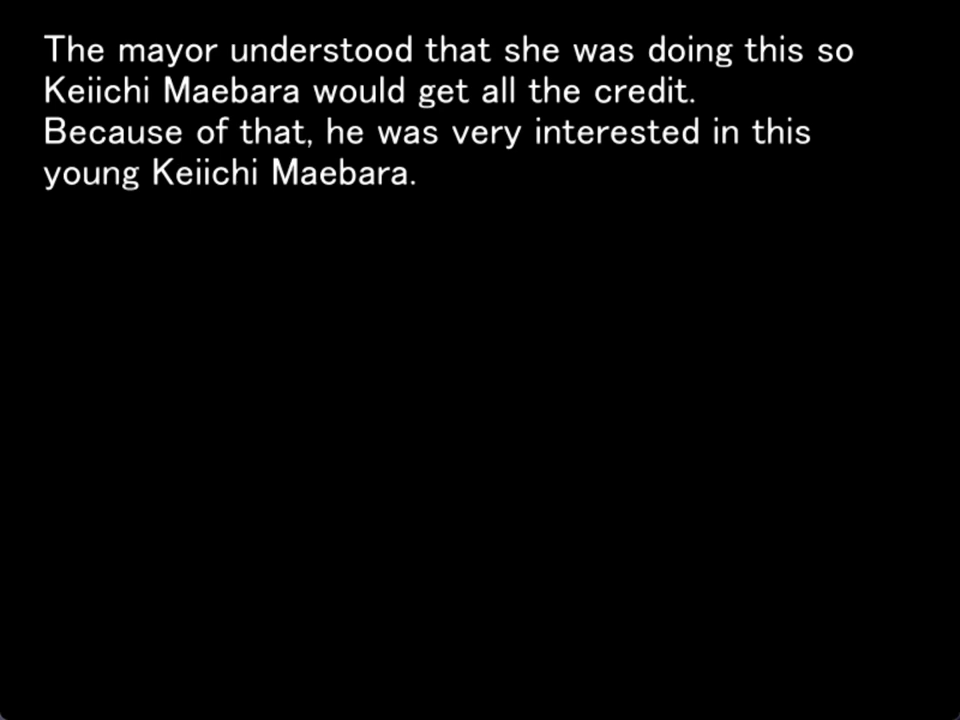 The mayor understood that she was doing this so
Keiichi Maebara would get all the credit.
Because of that, he was very interested in this
young Keiichi Maebara.